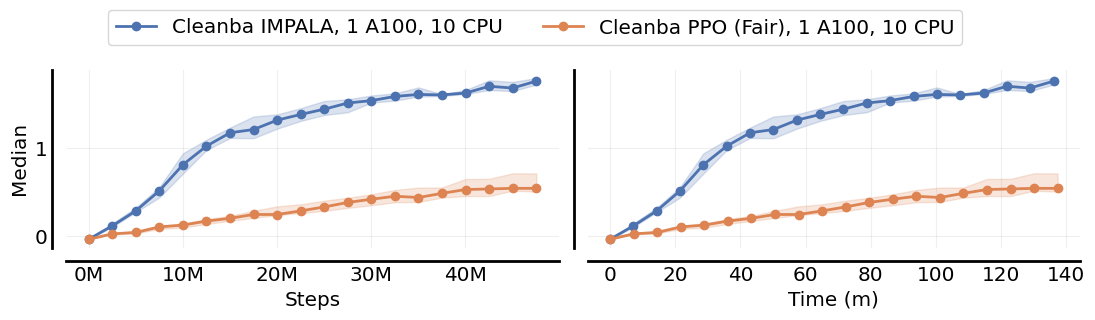 Cleanba IMPALA, 1 A100, 10 CPU
Cleanba PPO (Fair), 1 A100, 10 CPU
Median
1
0
0M 10M 20M 30M 40M
Steps
0 20 40 60 80 100 120 140
Time (m)